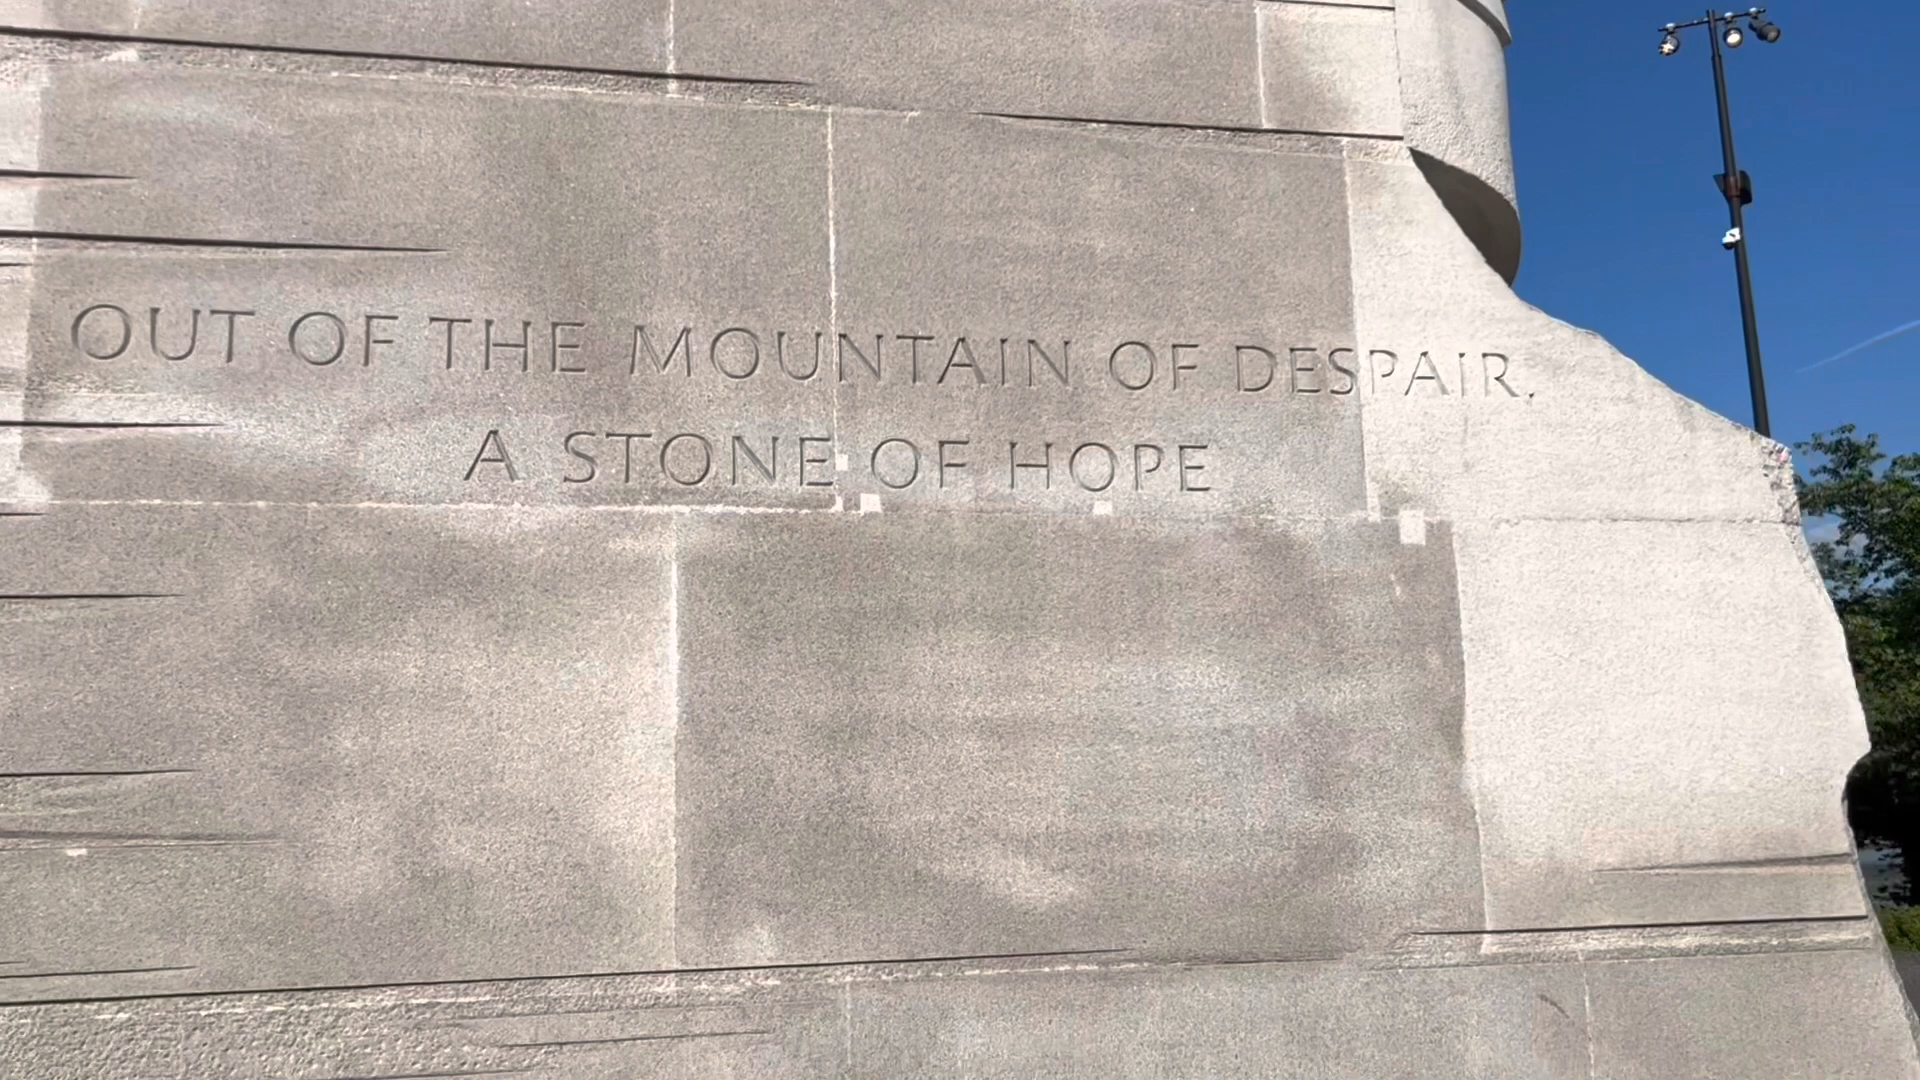 OUT OF THE MOUNTAIN OF DESPAIR,
A STONE OF HOPE